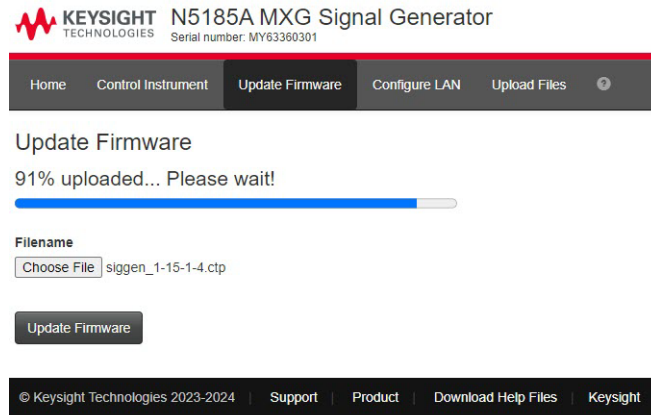 KEYSIGHT
TECHNOLOGIES
N5185A MXG Signal Generator
Serial number: MY63360301
Home Control Instrument Update Firmware Configure LAN Upload Files ?
Update Firmware
91% uploaded... Please wait!
Filename
Choose File siggen_1-15-1-4.ctp
Update Firmware
© Keysight Technologies 2023-2024 | Support | Product | Download Help Files | Keysight